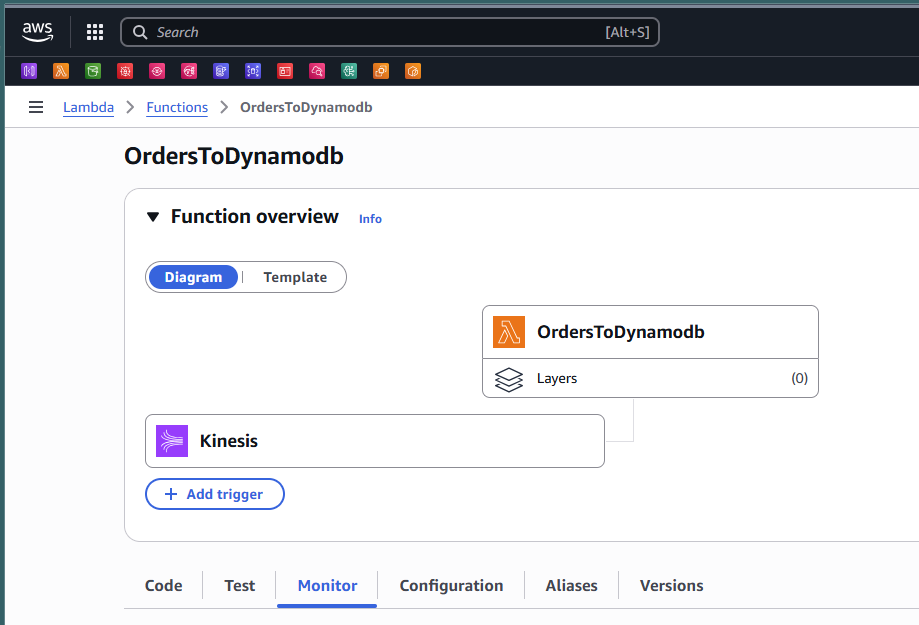 aws
Search [Alt+S]
Lambda > Functions > OrdersToDynamodb
OrdersToDynamodb
Function overview Info
Diagram | Template
OrdersToDynamodb
Layers (0)
Kinesis
+ Add trigger
Code Test Monitor Configuration Aliases Versions